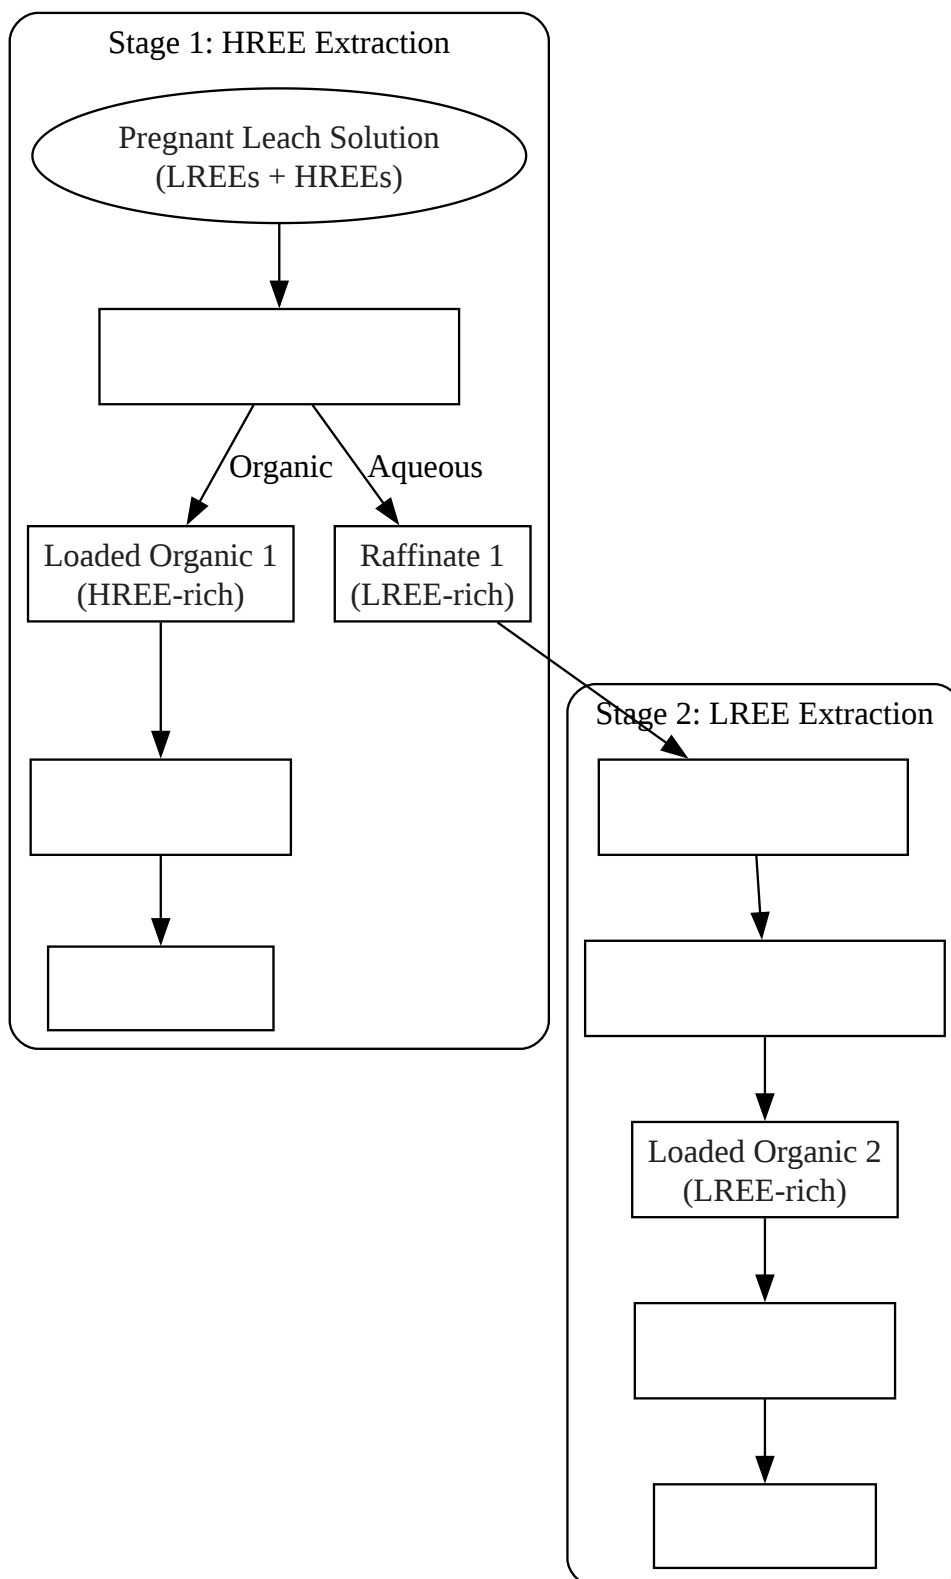 Stage 1: HREE Extraction
Pregnant Leach Solution
(LREEs + HREEs)
Organic
Aqueous
Loaded Organic 1
(HREE-rich)
Raffinate 1
(LREE-rich)
Stage 2: LREE Extraction
Loaded Organic 2
(LREE-rich)